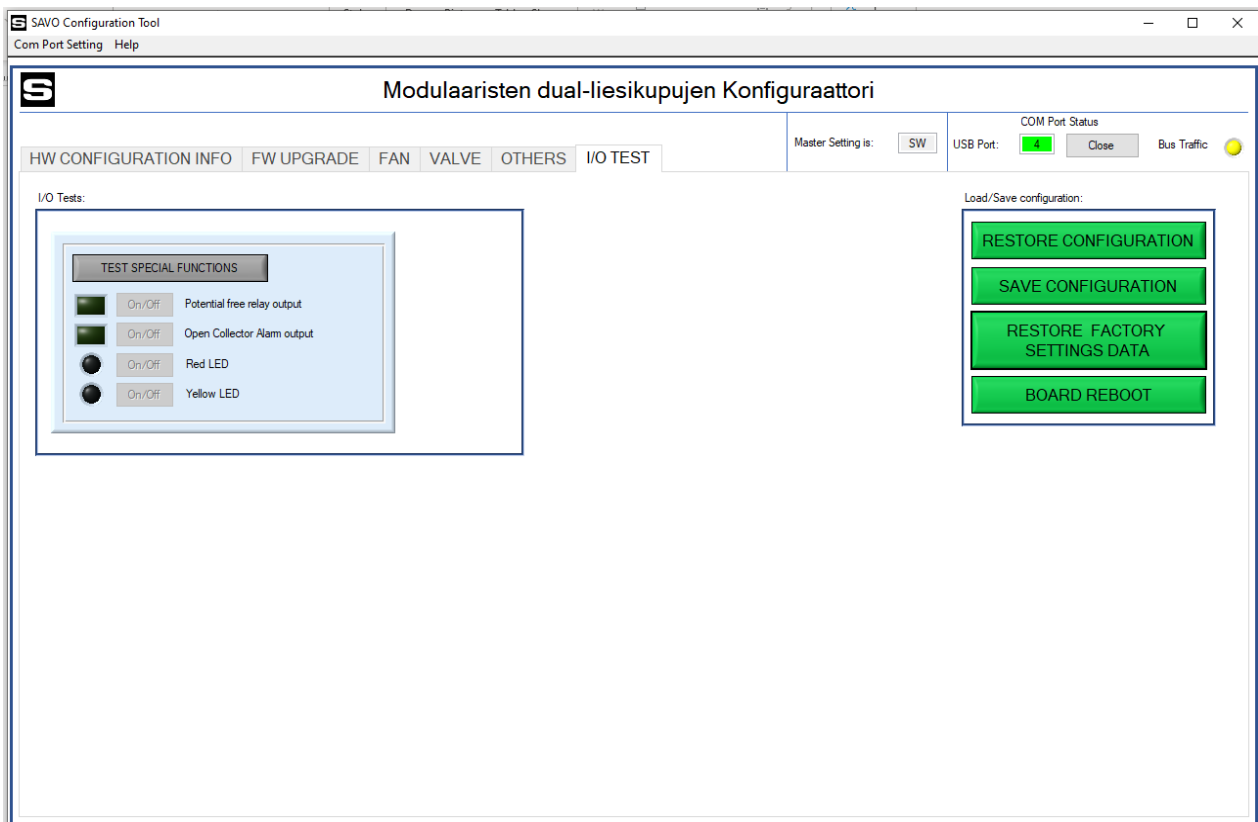 SAVO Configuration Tool
Com Port Setting Help
S
Modulaaristen dual-liesikupujen Konfiguraattori
HW CONFIGURATION INFO FW UPGRADE FAN VALVE OTHERS I/O TEST
Master Setting is: SW
COM Port Status
USB Port: 4 Close Bus Traffic
I/O Tests:
TEST SPECIAL FUNCTIONS
On/Off Potential free relay output
On/Off Open Collector Alarm output
On/Off Red LED
On/Off Yellow LED
Load/Save configuration:
RESTORE CONFIGURATION
SAVE CONFIGURATION
RESTORE FACTORY
SETTINGS DATA
BOARD REBOOT